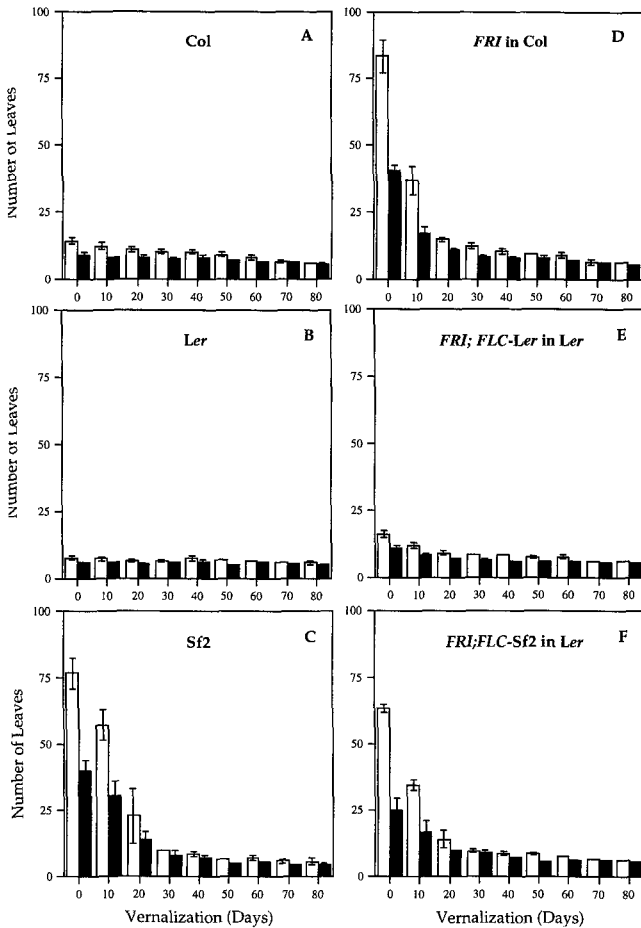 Col
A
Number of Leaves
100
75
50
25
0
0 10 20 30 40 50 60 70 80
FRI in Col
D
100
75
50
25
0
0 10 20 30 40 50 60 70 80
Ler
B
Number of Leaves
100
75
50
25
0
0 10 20 30 40 50 60 70 80
FRI; FLC-Ler in Ler
E
100
75
50
25
0
0 10 20 30 40 50 60 70 80
Sf2
C
Number of Leaves
100
75
50
25
0
0 10 20 30 40 50 60 70 80
Vernalization (Days)
FRI;FLC-Sf2 in Ler
F
100
75
50
25
0
0 10 20 30 40 50 60 70 80
Vernalization (Days)